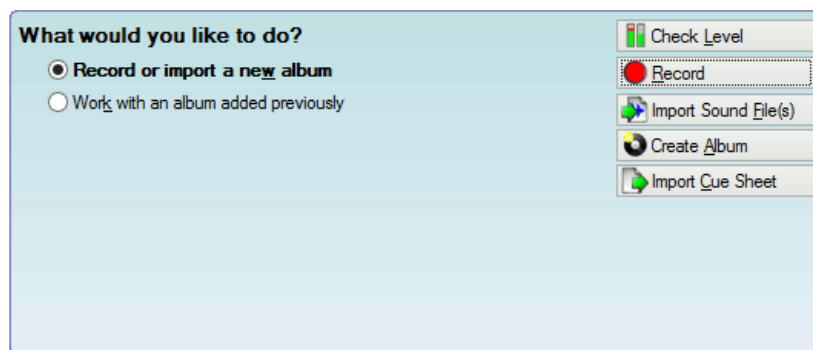 What would you like to do?
Record or import a new album
Work with an album added previously
Check Level
Record
Import Sound File(s)
Create Album
Import Cue Sheet